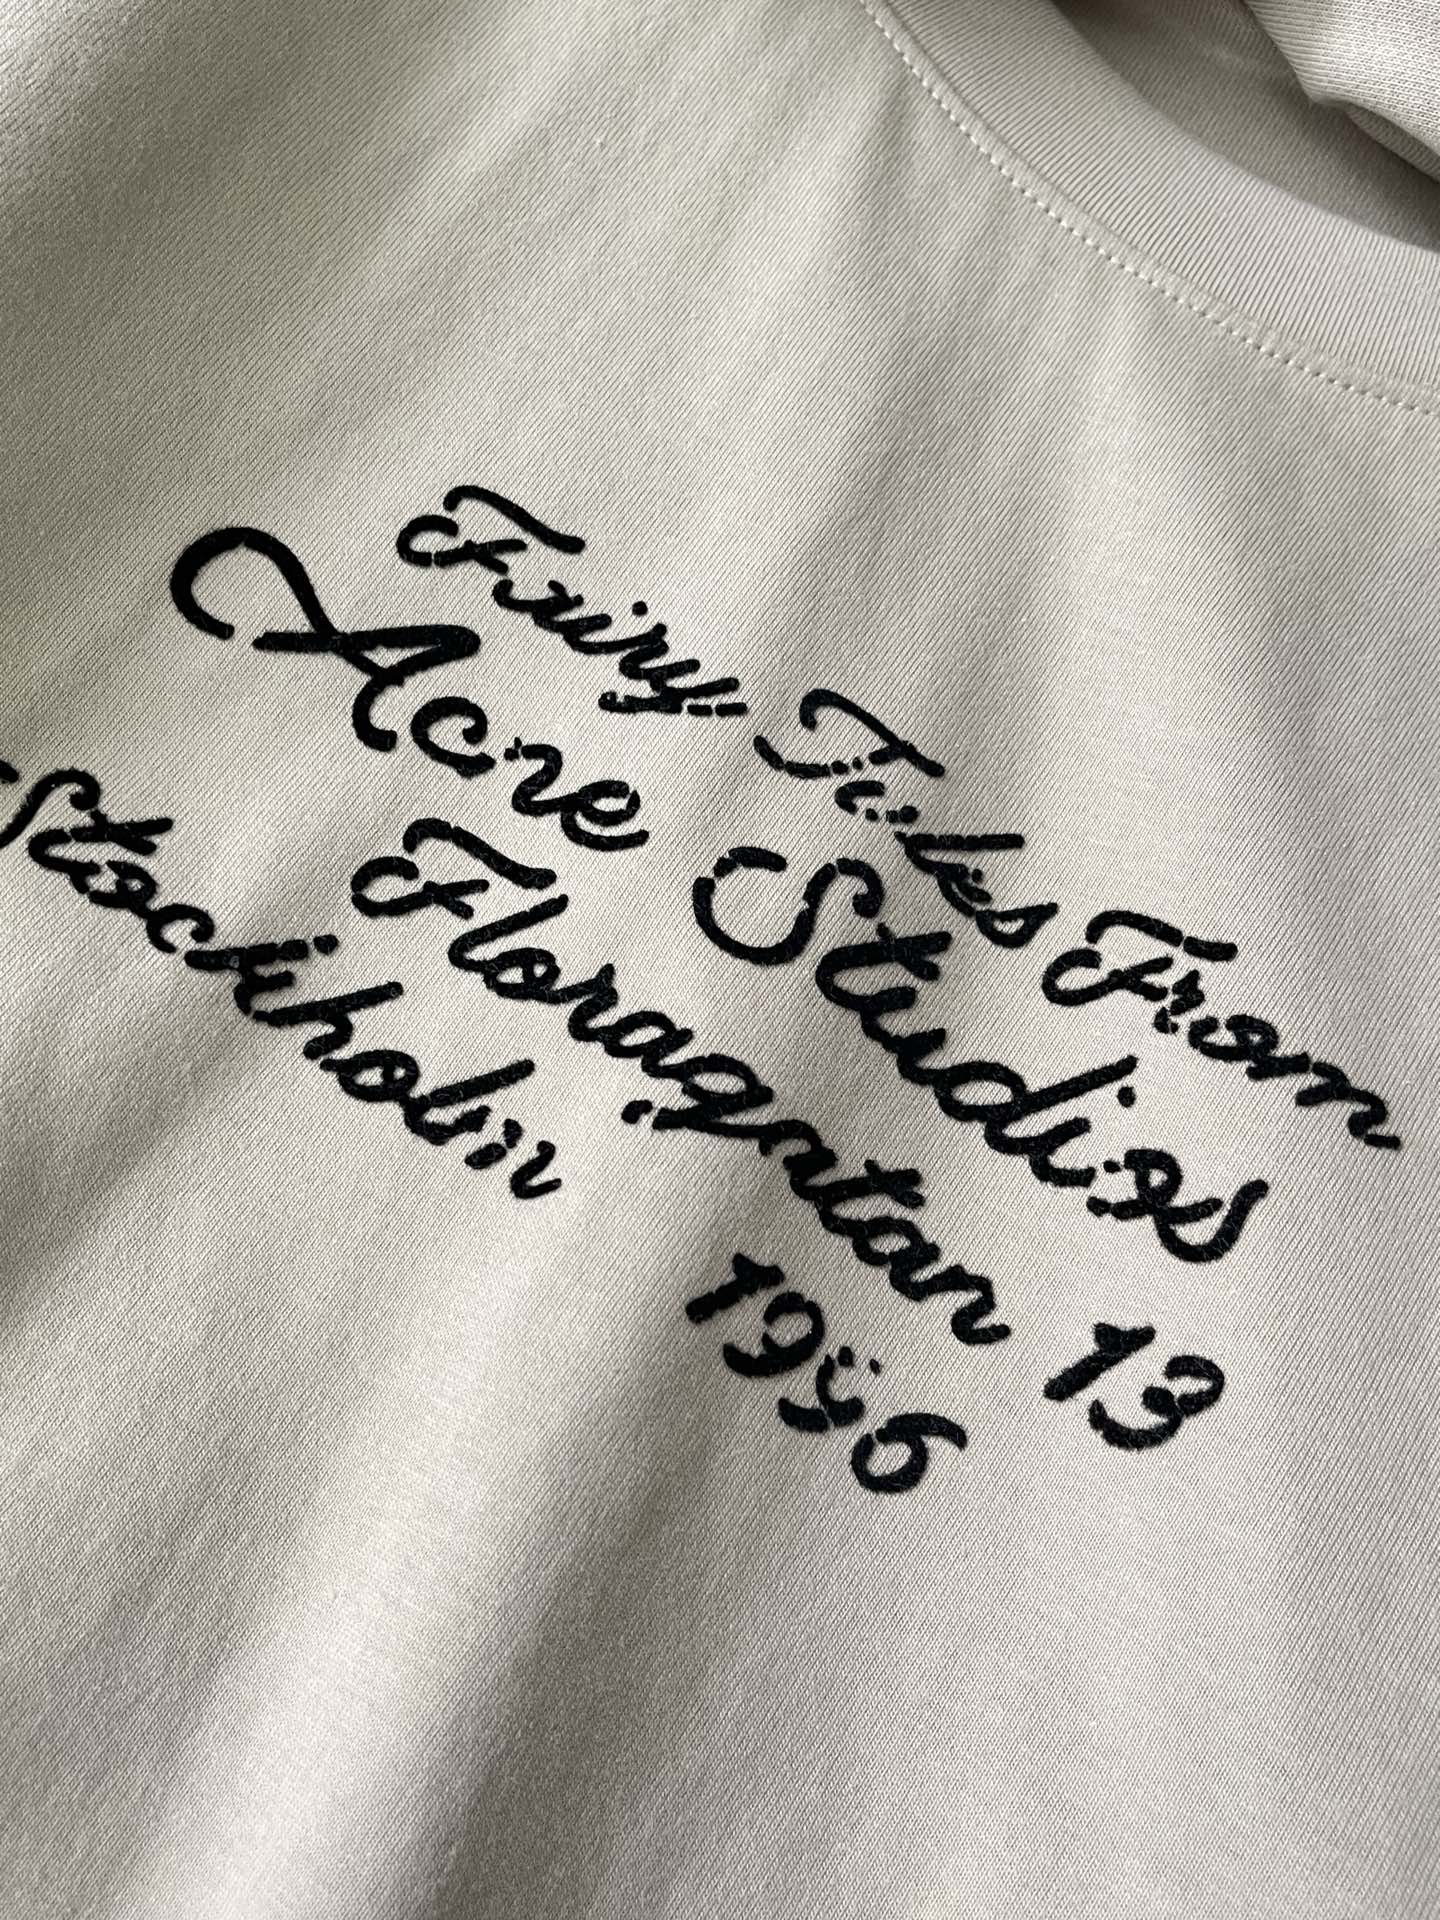 Fairy Tales From
Acne Studios
Floragatan 13
Stockholm 1996